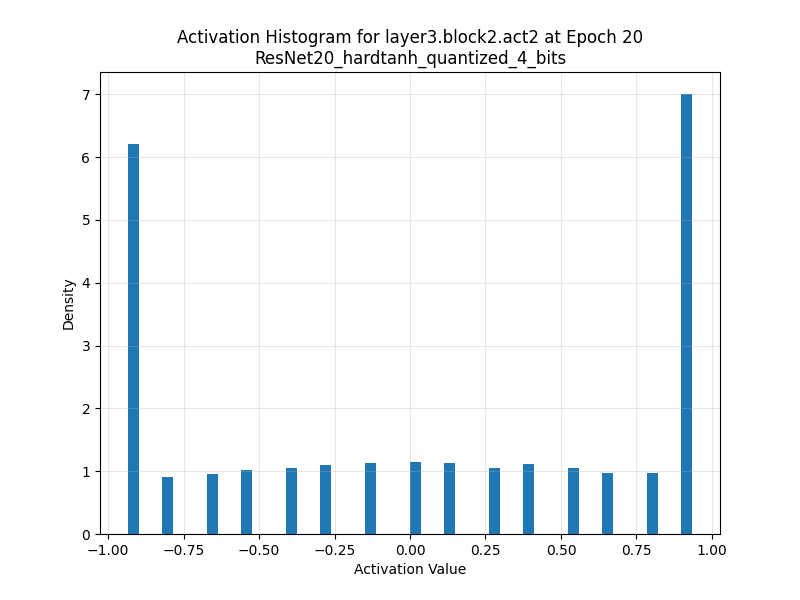 Activation Histogram for layer3.block2.act2 at Epoch 20
ResNet20_hardtanh_quantized_4_bits
7
6
5
4
3
2
1
0
Density
−1.00 −0.75 −0.50 −0.25 0.00 0.25 0.50 0.75 1.00
Activation Value